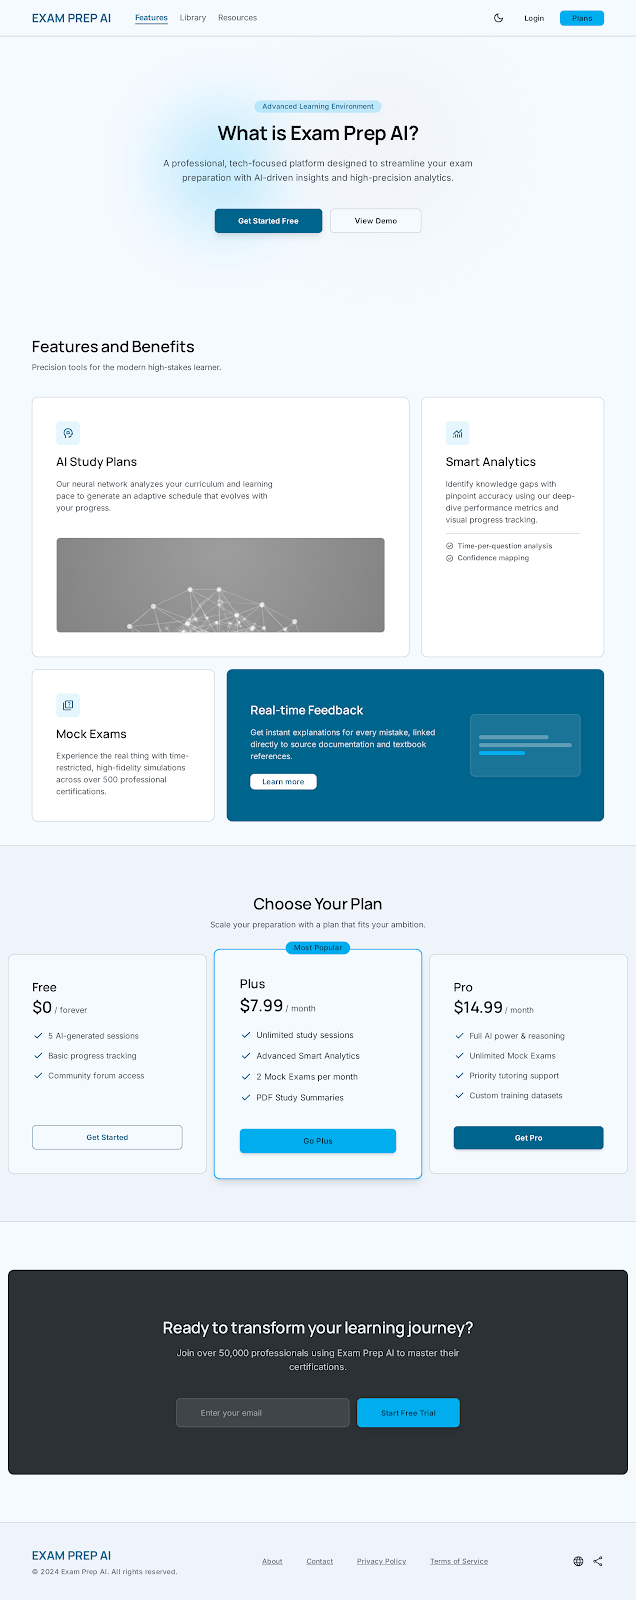 EXAM PREP AI
Features
Library
Resources
Login
Plans
Advanced Learning Environment
What is Exam Prep AI?
A professional, tech-focused platform designed to streamline your exam
preparation with AI-driven insights and high-precision analytics.
Get Started Free
View Demo
Features and Benefits
Precision tools for the modern high-stakes learner.
AI Study Plans
Our neural network analyzes your curriculum and learning
pace to generate an adaptive schedule that evolves with
your progress.
Smart Analytics
Identify knowledge gaps with
pinpoint accuracy using our deep-
dive performance metrics and
visual progress tracking.
Time-per-question analysis
Confidence mapping
Mock Exams
Experience the real thing with time-
restricted, high-fidelity simulations
across over 500 professional
certifications.
Real-time Feedback
Get instant explanations for every mistake, linked
directly to source documentation and textbook
references.
Learn more
Choose Your Plan
Scale your preparation with a plan that fits your ambition.
Free
$0 / forever
5 AI-generated sessions
Basic progress tracking
Community forum access
Get Started
Most Popular
Plus
$7.99 / month
Unlimited study sessions
Advanced Smart Analytics
2 Mock Exams per month
PDF Study Summaries
Go Plus
Pro
$14.99 / month
Full AI power & reasoning
Unlimited Mock Exams
Priority tutoring support
Custom training datasets
Get Pro
Ready to transform your learning journey?
Join over 50,000 professionals using Exam Prep AI to master their
certifications.
Enter your email
Start Free Trial
EXAM PREP AI
© 2024 Exam Prep AI. All rights reserved.
About
Contact
Privacy Policy
Terms of Service